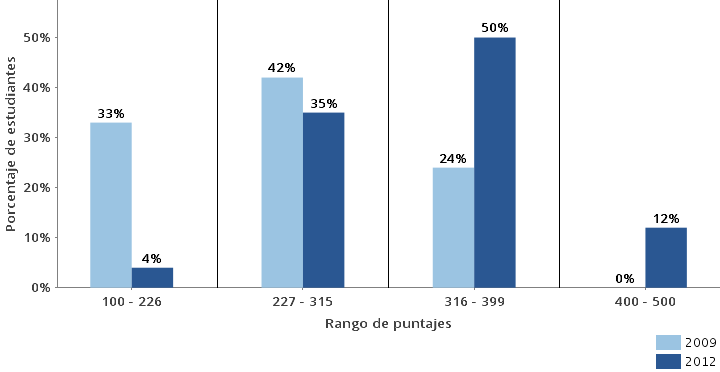 Porcentaje de estudiantes
50%
40%
30%
20%
10%
0%
33%
4%
42%
35%
24%
50%
0%
12%
100 - 226
227 - 315
316 - 399
400 - 500
Rango de puntajes
2009
2012